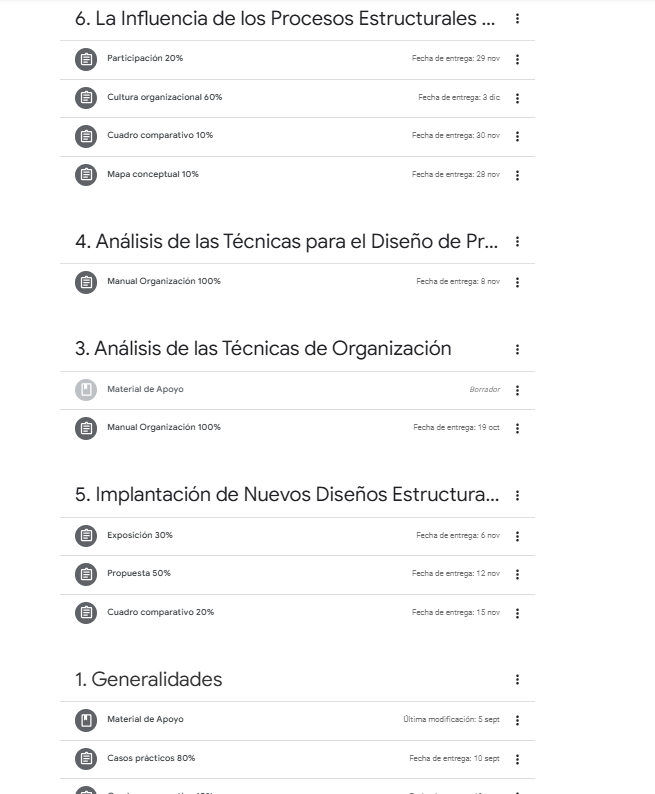 6. La Influencia de los Procesos Estructurales ...
Participación 20% Fecha de entrega: 29 nov
Cultura organizacional 60% Fecha de entrega: 3 dic
Cuadro comparativo 10% Fecha de entrega: 30 nov
Mapa conceptual 10% Fecha de entrega: 28 nov
4. Análisis de las Técnicas para el Diseño de Pr...
Manual Organización 100% Fecha de entrega: 8 nov
3. Análisis de las Técnicas de Organización
Material de Apoyo Borrador
Manual Organización 100% Fecha de entrega: 19 oct
5. Implantación de Nuevos Diseños Estructura...
Exposición 30% Fecha de entrega: 6 nov
Propuesta 50% Fecha de entrega: 12 nov
Cuadro comparativo 20% Fecha de entrega: 15 nov
1. Generalidades
Material de Apoyo Última modificación: 5 sept
Casos prácticos 80% Fecha de entrega: 10 sept